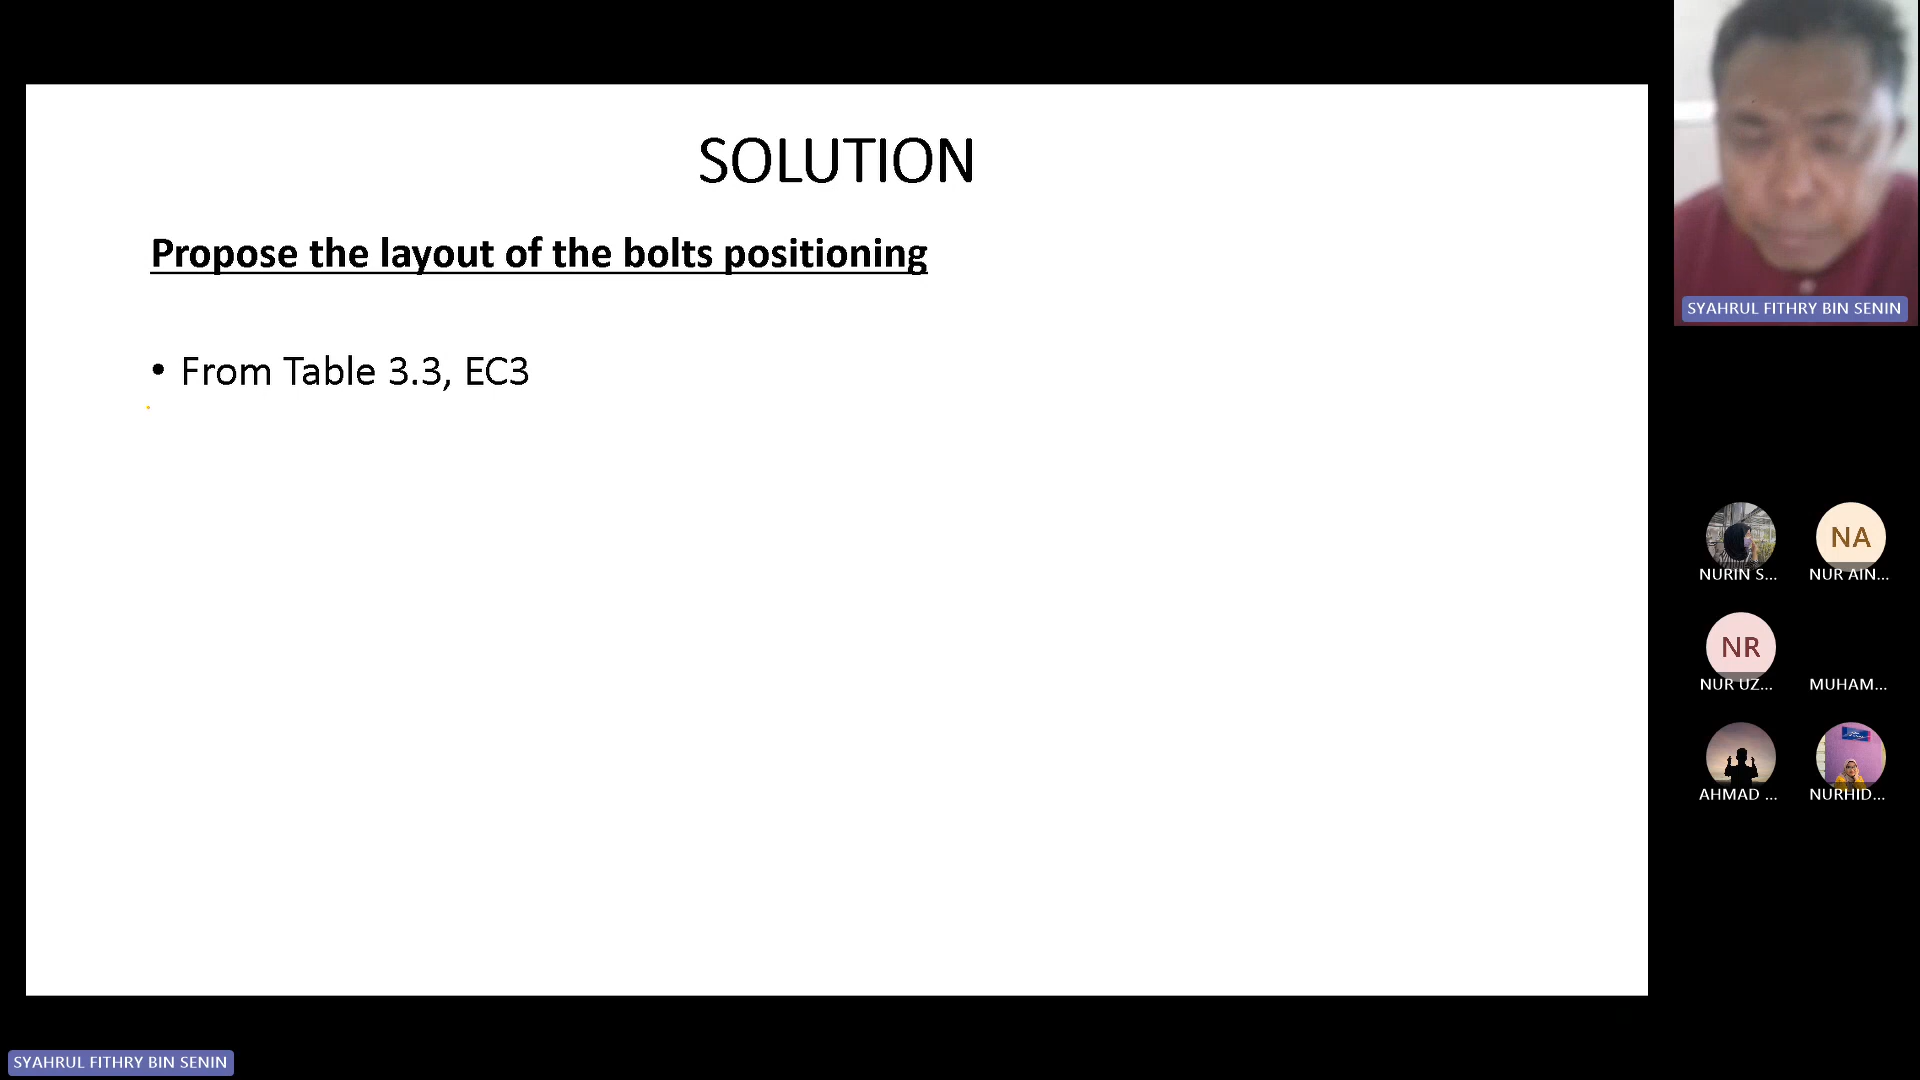 SOLUTION
Propose the layout of the bolts positioning
• From Table 3.3, EC3
SYAHRUL FITHRY BIN SENIN
NURIN S...
NA
NUR AIN...
NR
NUR UZ...
MUHAM...
AHMAD ...
NURHID...
SYAHRUL FITHRY BIN SENIN